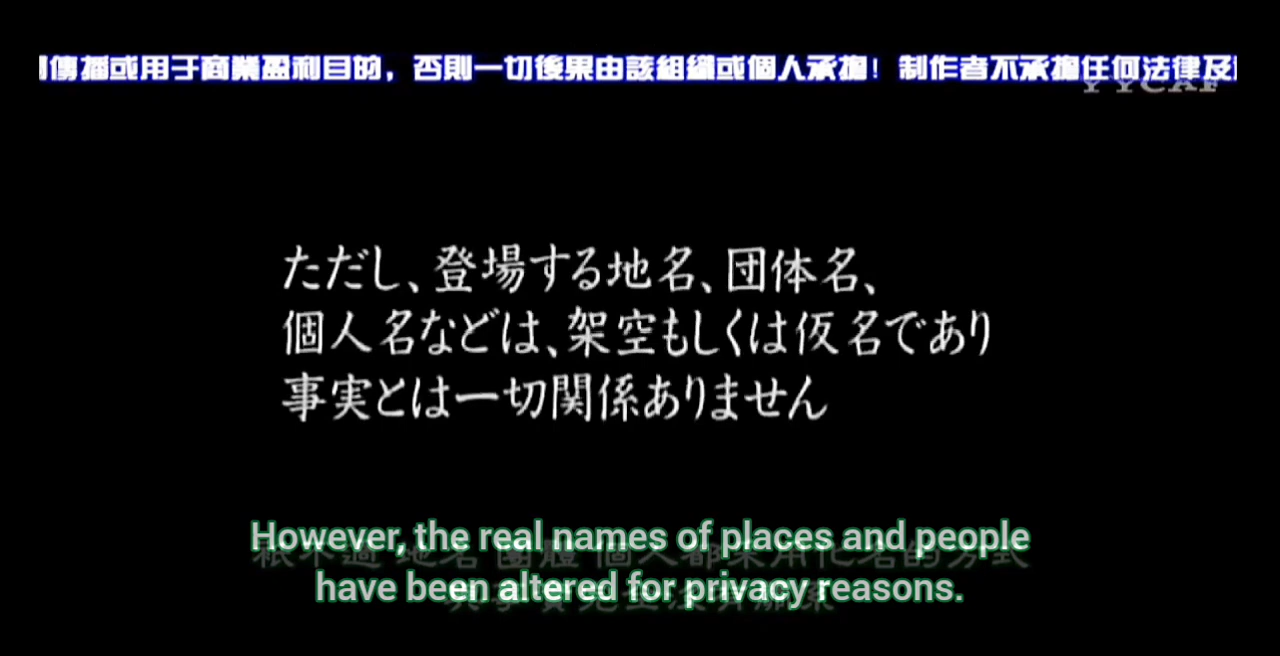 傳播或用于商業盈利目的，否則一切後果由該組織或個人承擔！制作者不承擔任何法律及
YYCAF
ただし、登場する地名、団体名、
個人名などは、架空もしくは仮名であり
事実とは一切関係ありません
However, the real names of places and people
have been altered for privacy reasons.